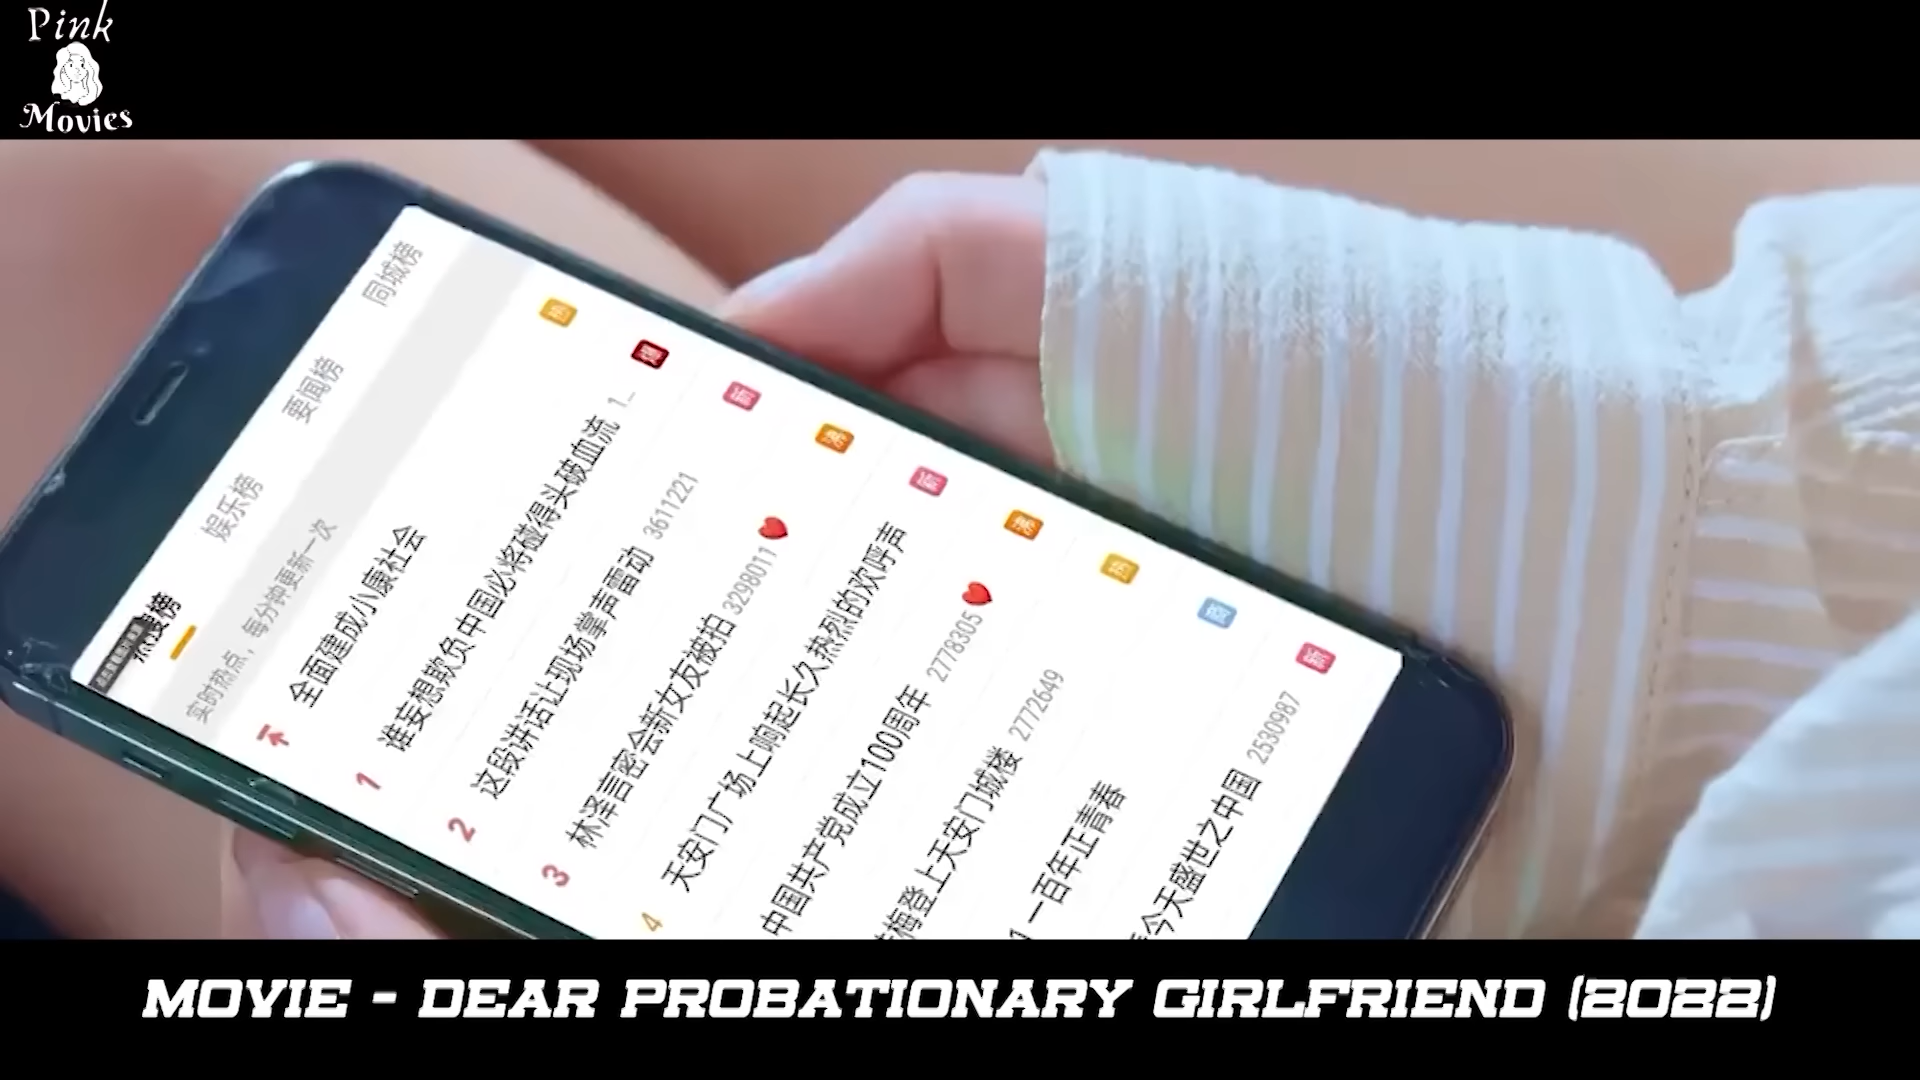 Pink
Movies
热搜榜
娱乐榜
要闻榜
同城榜
实时热点，每分钟更新一次
全面建成小康社会
热
1 谁妄想欺负中国必将碰得头破血流 1...
2 这段讲话让现场掌声雷动 3611221
3 林泽言密会新女友被拍 3298011
4 天安门广场上响起长久热烈的欢呼声
中国共产党成立100周年 2778305
梅登上天安门城楼 2772649
1 一百年正青春
今天盛世之中国 2530987
新
MOVIE - DEAR PROBATIONARY GIRLFRIEND (2022)